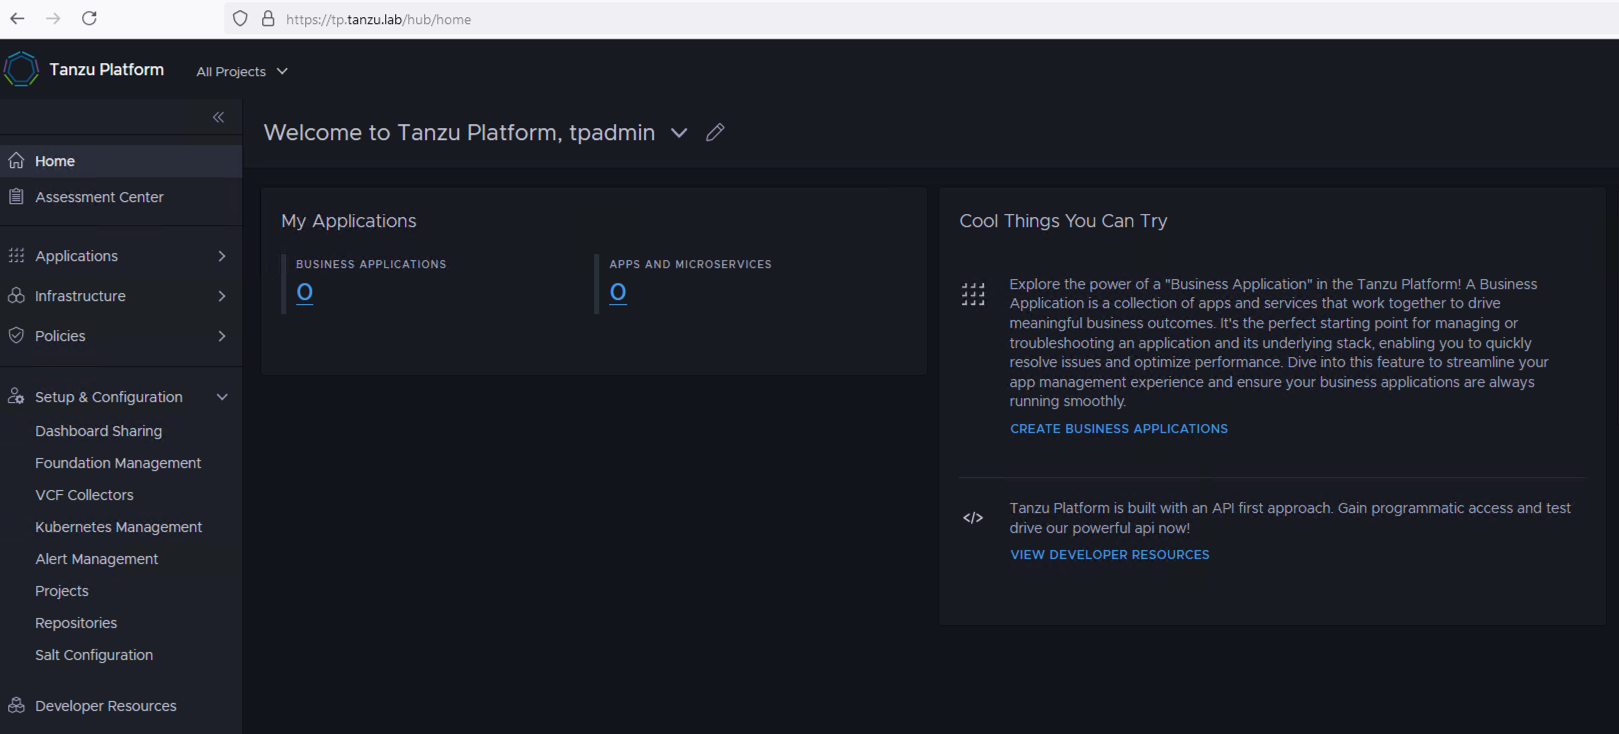 https://tp.tanzu.lab/hub/home
Tanzu Platform
All Projects
Welcome to Tanzu Platform, tpadmin
Home
Assessment Center
Applications
Infrastructure
Policies
Setup & Configuration
Dashboard Sharing
Foundation Management
VCF Collectors
Kubernetes Management
Alert Management
Projects
Repositories
Salt Configuration
Developer Resources
My Applications
BUSINESS APPLICATIONS
0
APPS AND MICROSERVICES
0
Cool Things You Can Try
Explore the power of a "Business Application" in the Tanzu Platform! A Business
Application is a collection of apps and services that work together to drive
meaningful business outcomes. It's the perfect starting point for managing or
troubleshooting an application and its underlying stack, enabling you to quickly
resolve issues and optimize performance. Dive into this feature to streamline your
app management experience and ensure your business applications are always
running smoothly.
CREATE BUSINESS APPLICATIONS
Tanzu Platform is built with an API first approach. Gain programmatic access and test
drive our powerful api now!
VIEW DEVELOPER RESOURCES